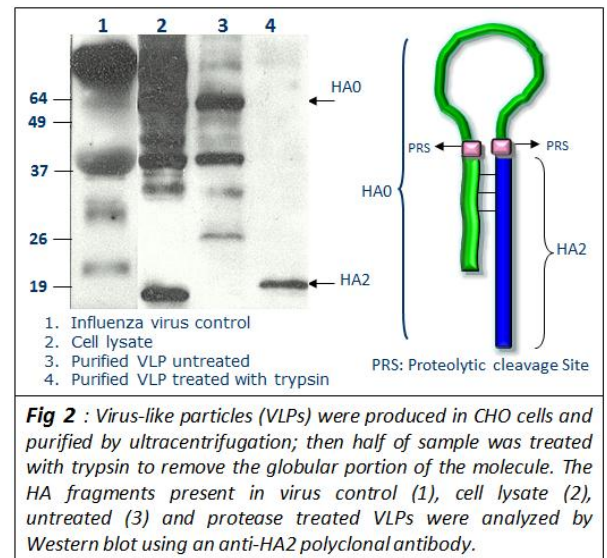 1 2 3 4
64
49
37
26
19
HA0
HA2
PRS
PRS
HA0
HA2
1. Influenza virus control
2. Cell lysate
3. Purified VLP untreated
4. Purified VLP treated with trypsin
PRS: Proteolytic cleavage Site
Fig 2 : Virus-like particles (VLPs) were produced in CHO cells and
purified by ultracentrifugation; then half of sample was treated
with trypsin to remove the globular portion of the molecule. The
HA fragments present in virus control (1), cell lysate (2),
untreated (3) and protease treated VLPs were analyzed by
Western blot using an anti-HA2 polyclonal antibody.